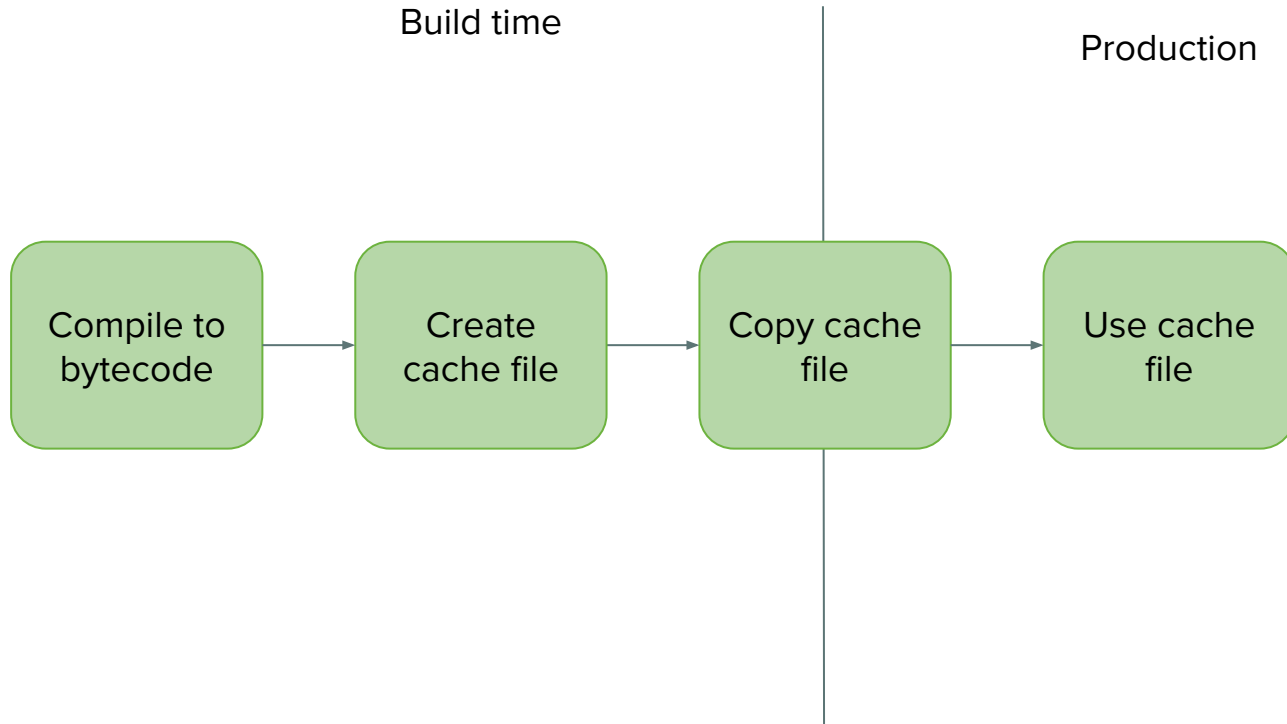 Build time
Production
Compile to
bytecode
Create
cache file
Copy cache
file
Use cache
file